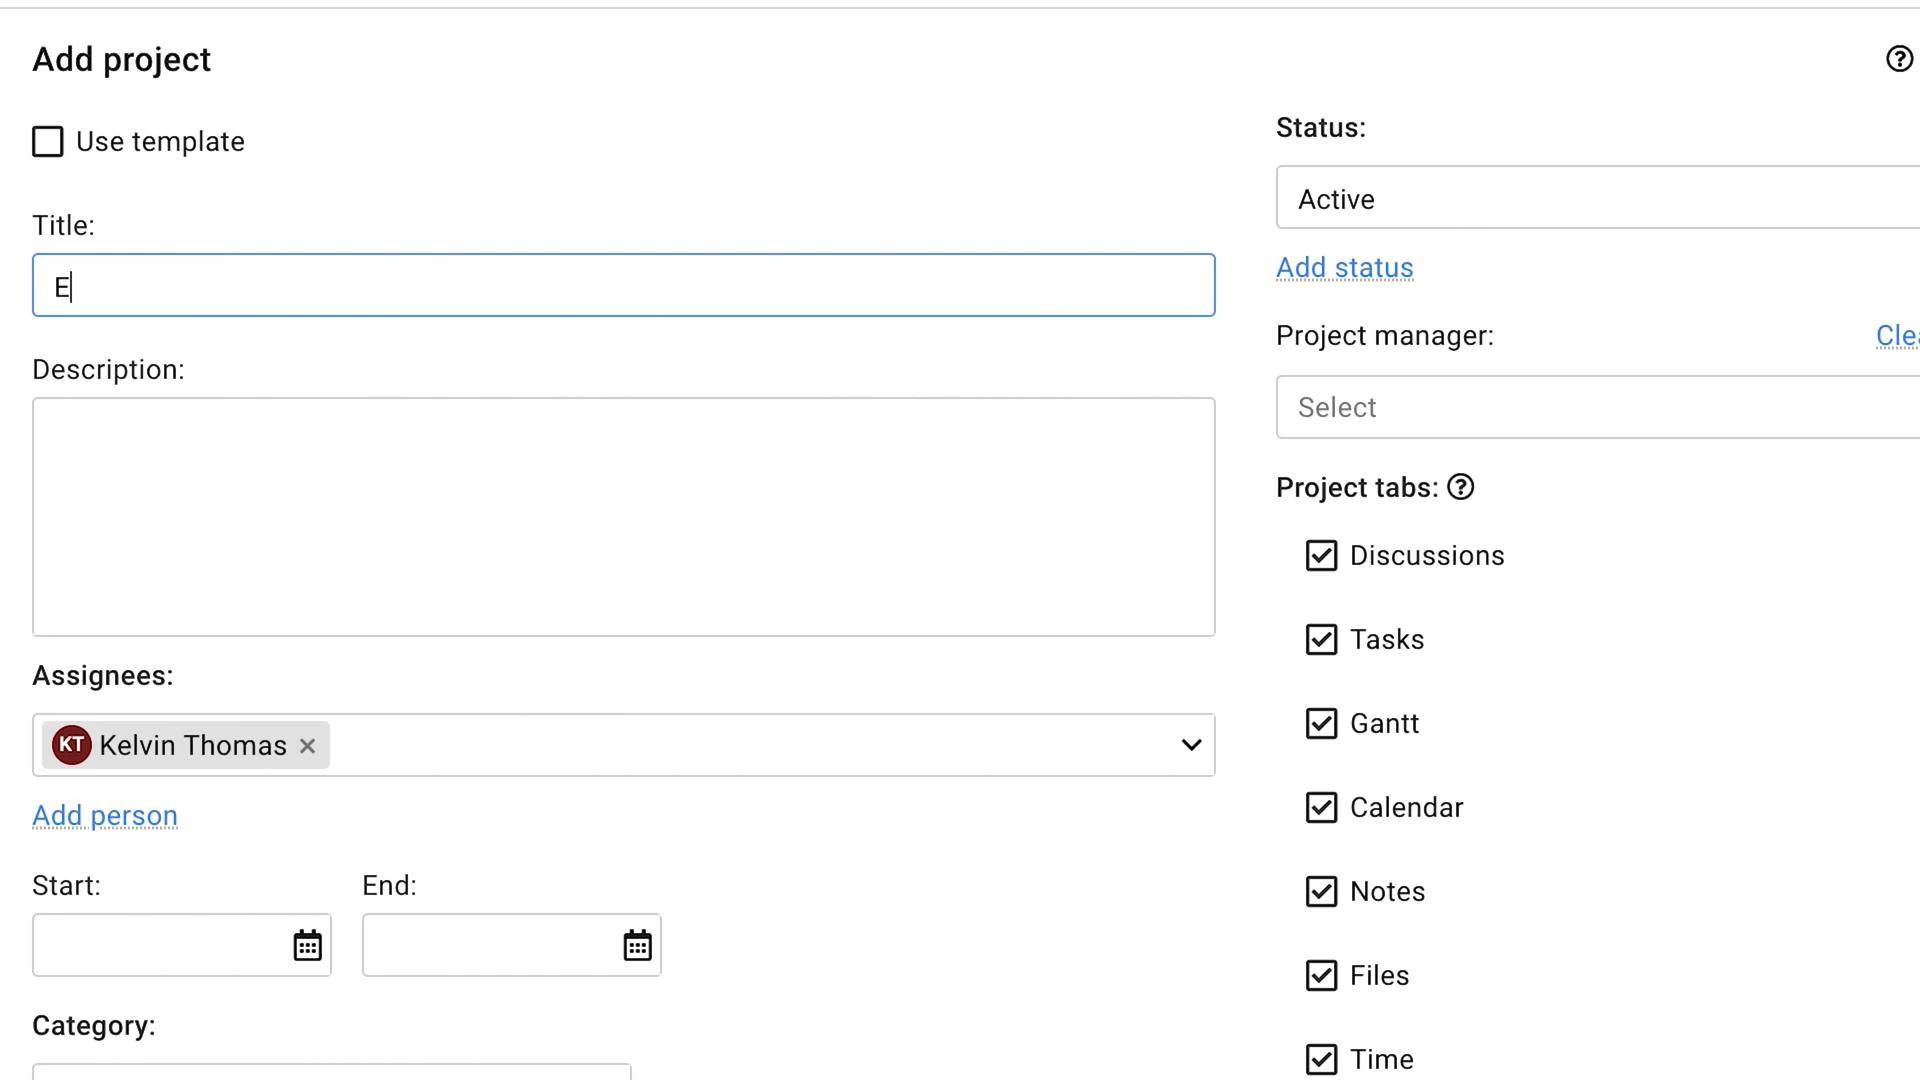 Add project
Use template
Title:
E
Description:
Assignees:
KT Kelvin Thomas
Add person
Start: End:
Category:
Status:
Active
Add status
Project manager: Clea
Select
Project tabs:
Discussions
Tasks
Gantt
Calendar
Notes
Files
Time